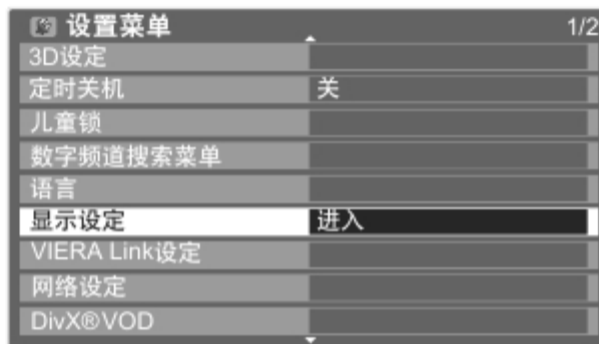 设置菜单 1/2
3D设定
定时关机 关
儿童锁
数字频道搜索菜单
语言
显示设定 进入
VIERA Link设定
网络设定
DivX®VOD